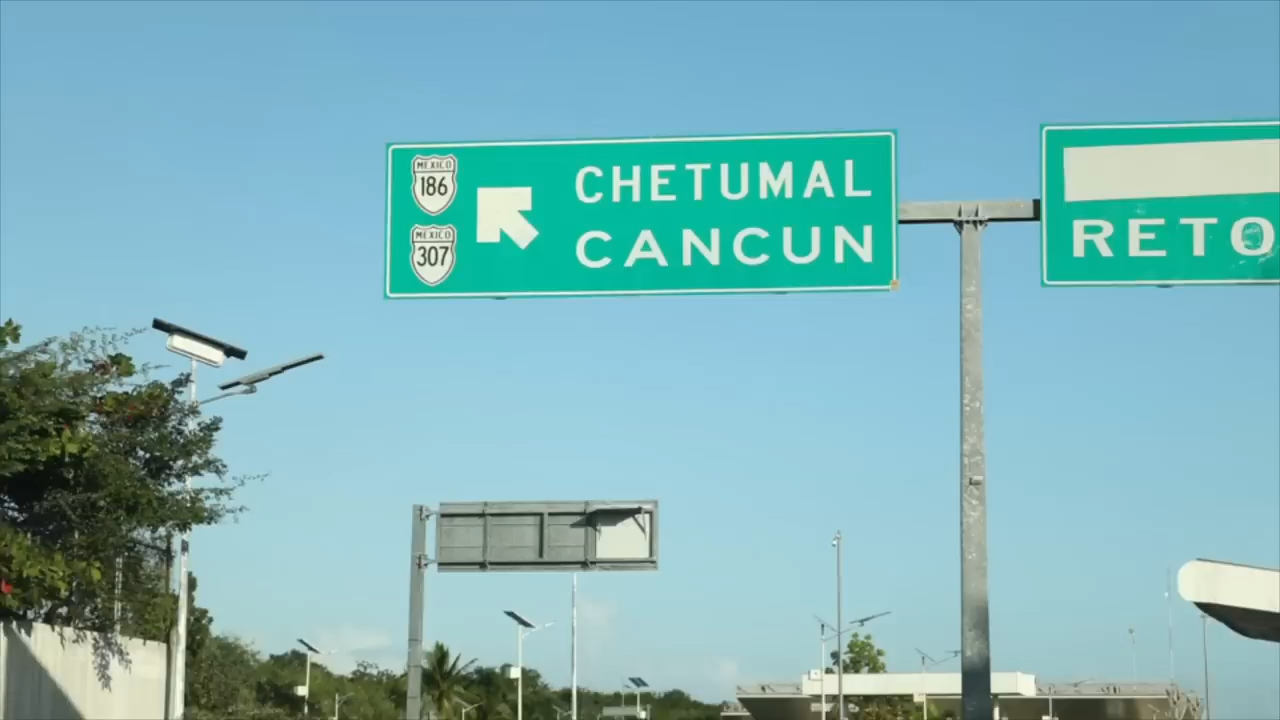 MEXICO
186
MEXICO
307
CHETUMAL
CANCUN
RETO